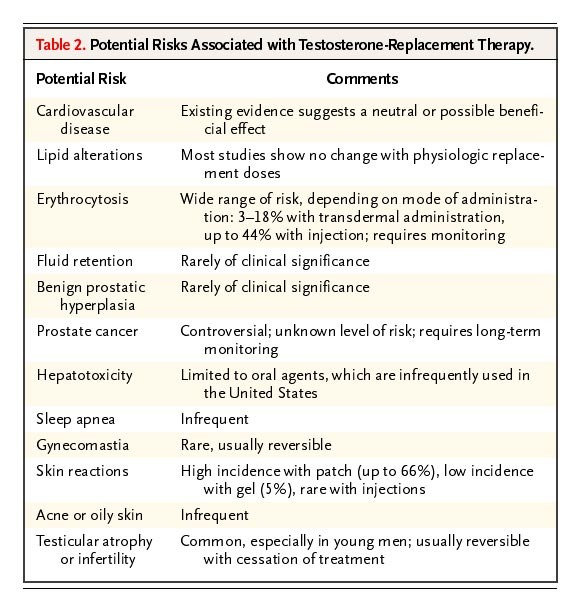 Table 2. Potential Risks Associated with Testosterone-Replacement Therapy.
Potential Risk Comments
Cardiovascular Existing evidence suggests a neutral or possible benefi-
disease cial effect
Lipid alterations Most studies show no change with physiologic replace-
ment doses
Erythrocytosis Wide range of risk, depending on mode of administra-
tion: 3–18% with transdermal administration,
up to 44% with injection; requires monitoring
Fluid retention Rarely of clinical significance
Benign prostatic Rarely of clinical significance
hyperplasia
Prostate cancer Controversial; unknown level of risk; requires long-term
monitoring
Hepatotoxicity Limited to oral agents, which are infrequently used in
the United States
Sleep apnea Infrequent
Gynecomastia Rare, usually reversible
Skin reactions High incidence with patch (up to 66%), low incidence
with gel (5%), rare with injections
Acne or oily skin Infrequent
Testicular atrophy Common, especially in young men; usually reversible
or infertility with cessation of treatment